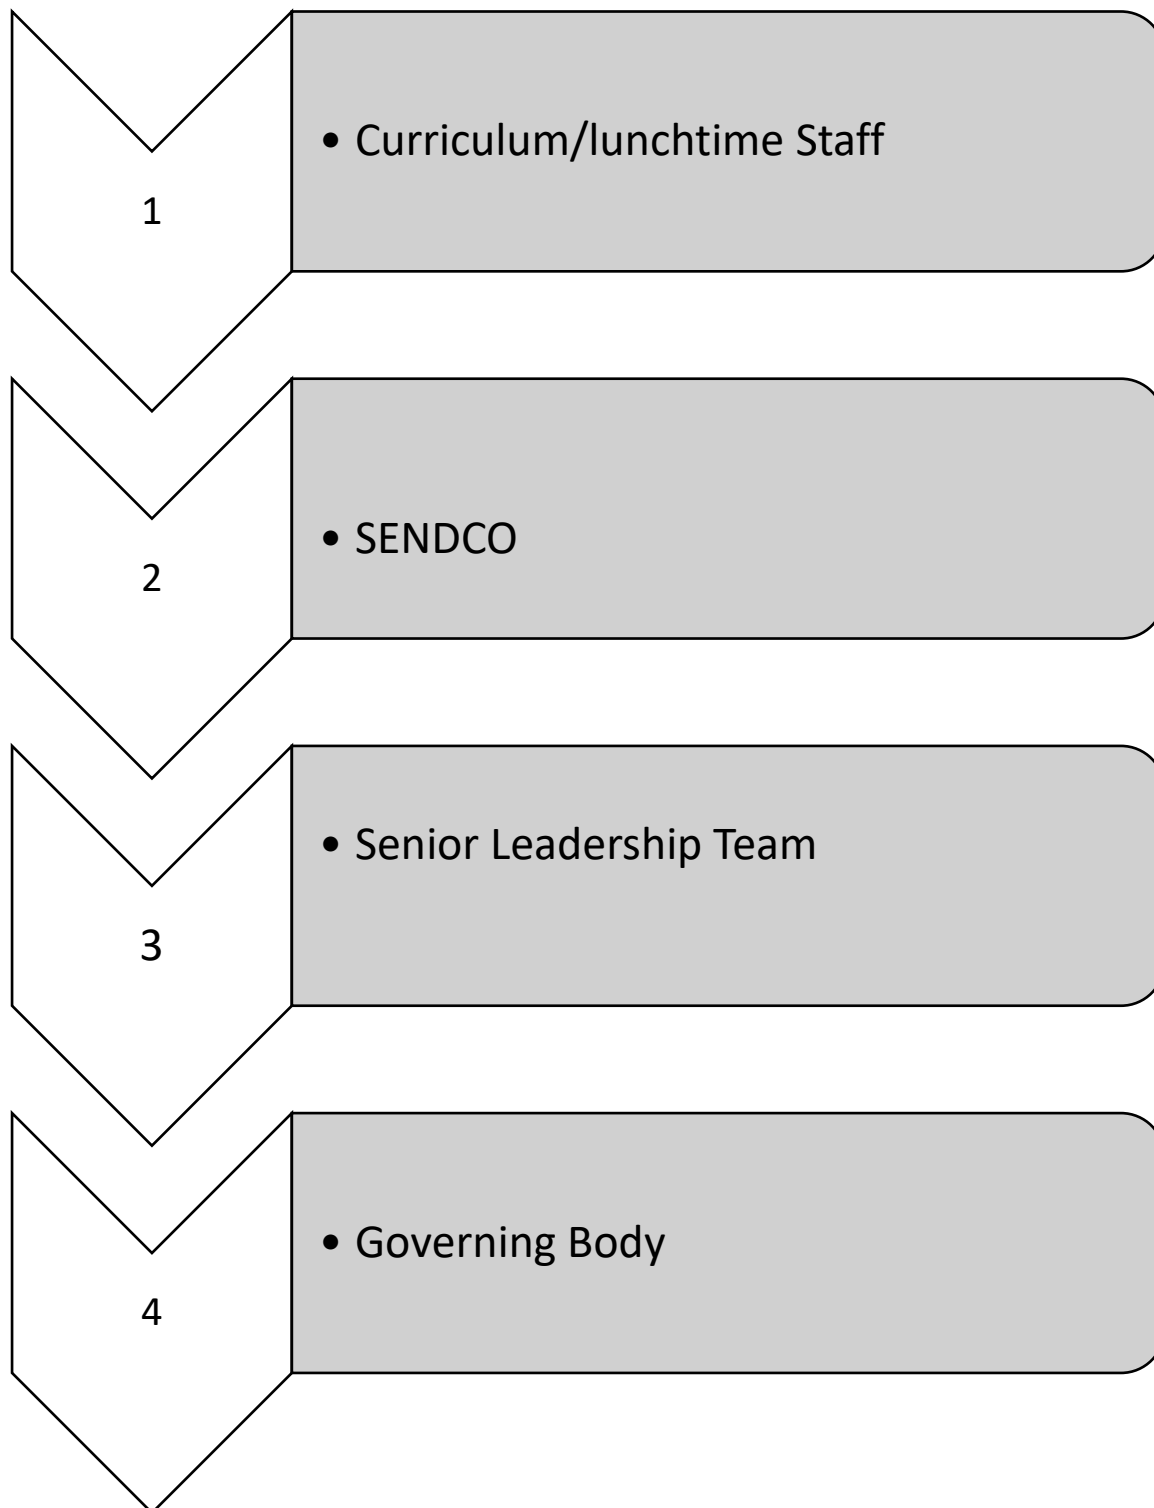 1
• Curriculum/lunchtime Staff
2
• SENDCO
3
• Senior Leadership Team
4
• Governing Body